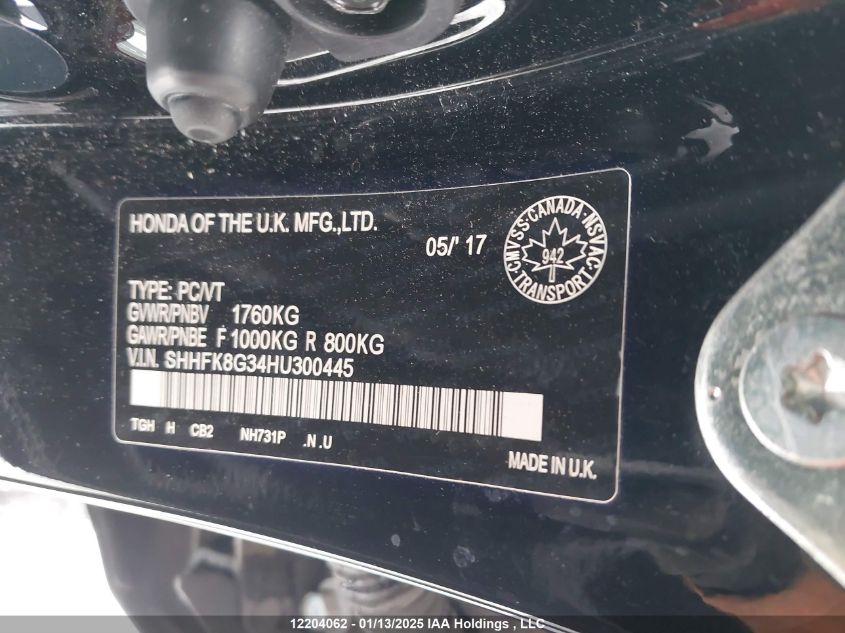 HONDA OF THE U.K. MFG.,LTD.
05/' 17
CMVSS·CANADA·NSVAC·
TRANSPORT
942
TYPE: PC/VT
GVWR/PNBV 1760KG
GAWR/PNBE F 1000KG R 800KG
V.I.N. SHHFK8G34HU300445
TGH H CB2 NH731P .N .U
MADE IN U.K.
12204062 - 01/13/2025 IAA Holdings , LLC